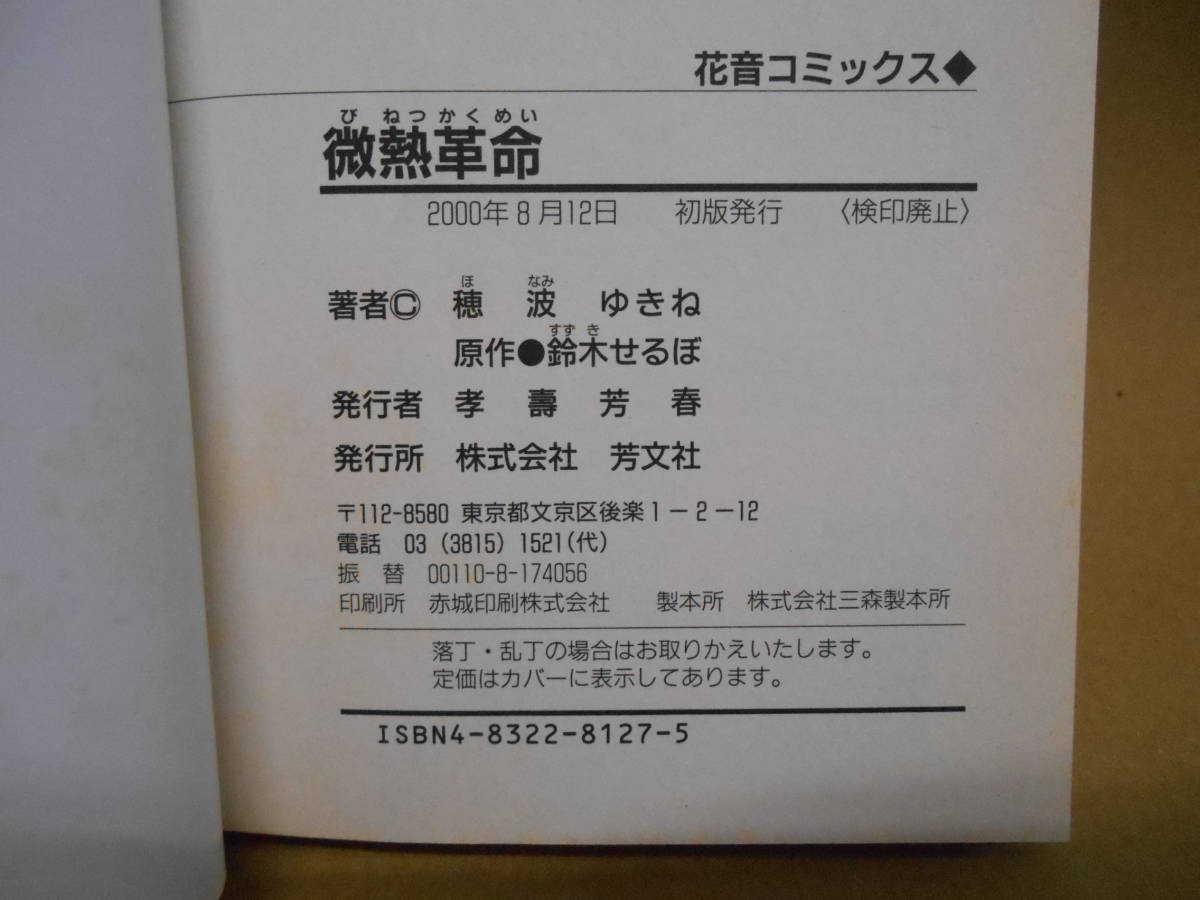 花音コミックス◆
びねつかくめい
微熱革命
2000年8月12日　初版発行　〈検印廃止〉
ほ　なみ
著者Ⓒ　穂　波　ゆきね
すずき
原作●鈴木せるぼ
発行者　孝　壽　芳　春
発行所　株式会社　芳文社
〒112-8580 東京都文京区後楽1－2－12
電話　03（3815）1521(代)
振　替　00110-8-174056
印刷所　赤城印刷株式会社　　製本所　株式会社三森製本所
落丁・乱丁の場合はお取りかえいたします。
定価はカバーに表示してあります。
ISBN4-8322-8127-5